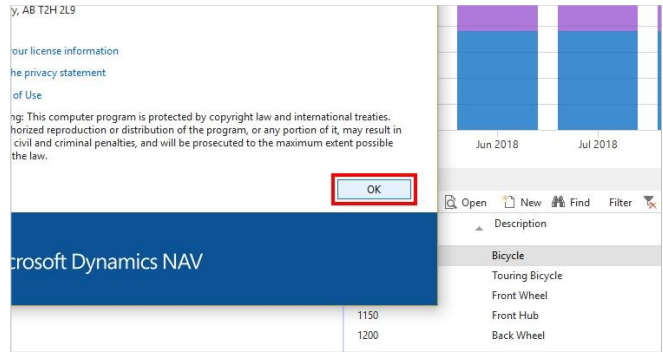 y, AB T2H 2L9
our license information
he privacy statement
of Use
ng: This computer program is protected by copyright law and international treaties.
horized reproduction or distribution of the program, or any portion of it, may result in
civil and criminal penalties, and will be prosecuted to the maximum extent possible
the law.
OK
crosoft Dynamics NAV
Jun 2018 Jul 2018
Open New Find Filter
Description
Bicycle
Touring Bicycle
Front Wheel
1150 Front Hub
1200 Back Wheel